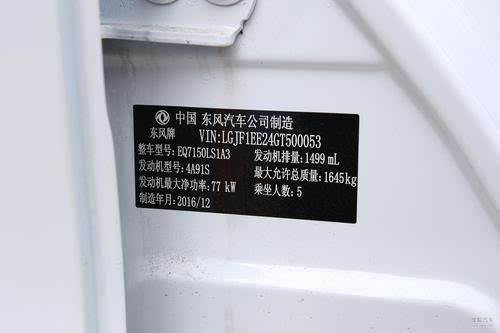 中国 东风汽车公司制造
东风牌 VIN:LGJF1EE24GT500053
整车型号: EQ7150LS1A3 发动机排量: 1499 mL
发动机型号: 4A91S 最大允许总质量: 1645kg
发动机最大净功率: 77 kW 乘坐人数: 5
制造年月: 2016/12